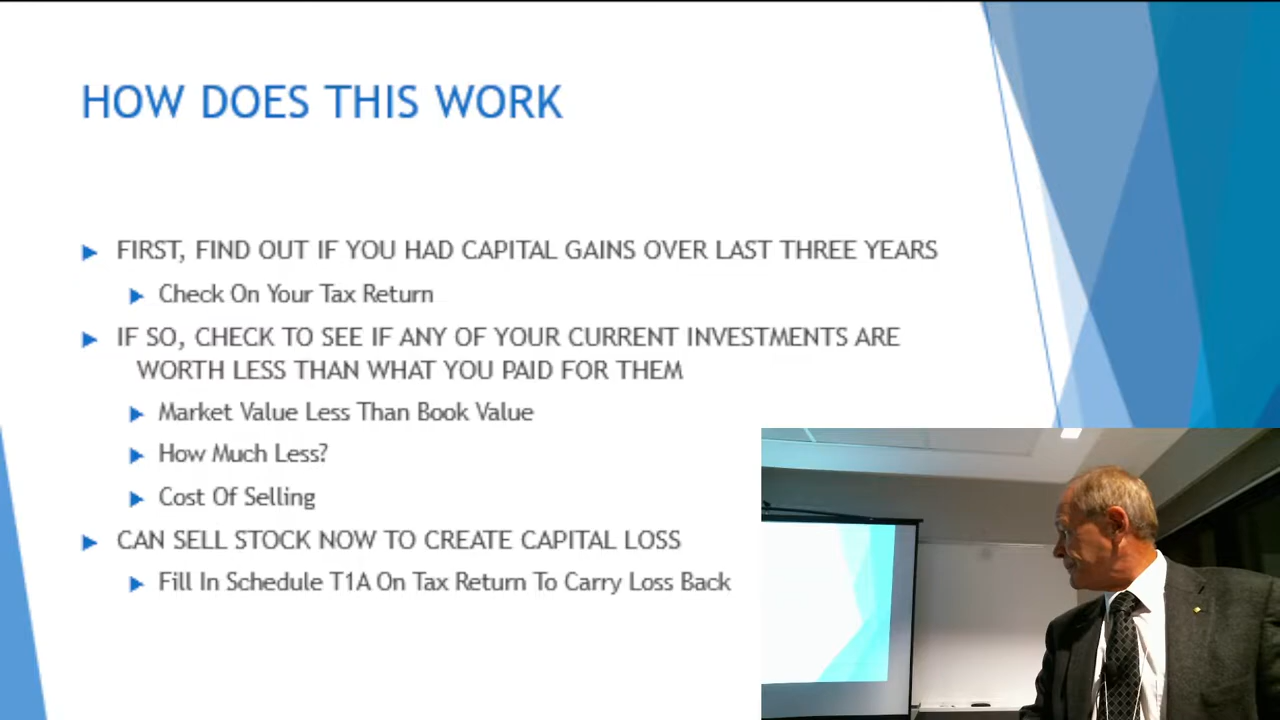 HOW DOES THIS WORK
FIRST, FIND OUT IF YOU HAD CAPITAL GAINS OVER LAST THREE YEARS
Check On Your Tax Return
IF SO, CHECK TO SEE IF ANY OF YOUR CURRENT INVESTMENTS ARE
WORTH LESS THAN WHAT YOU PAID FOR THEM
Market Value Less Than Book Value
How Much Less?
Cost Of Selling
CAN SELL STOCK NOW TO CREATE CAPITAL LOSS
Fill In Schedule T1A On Tax Return To Carry Loss Back